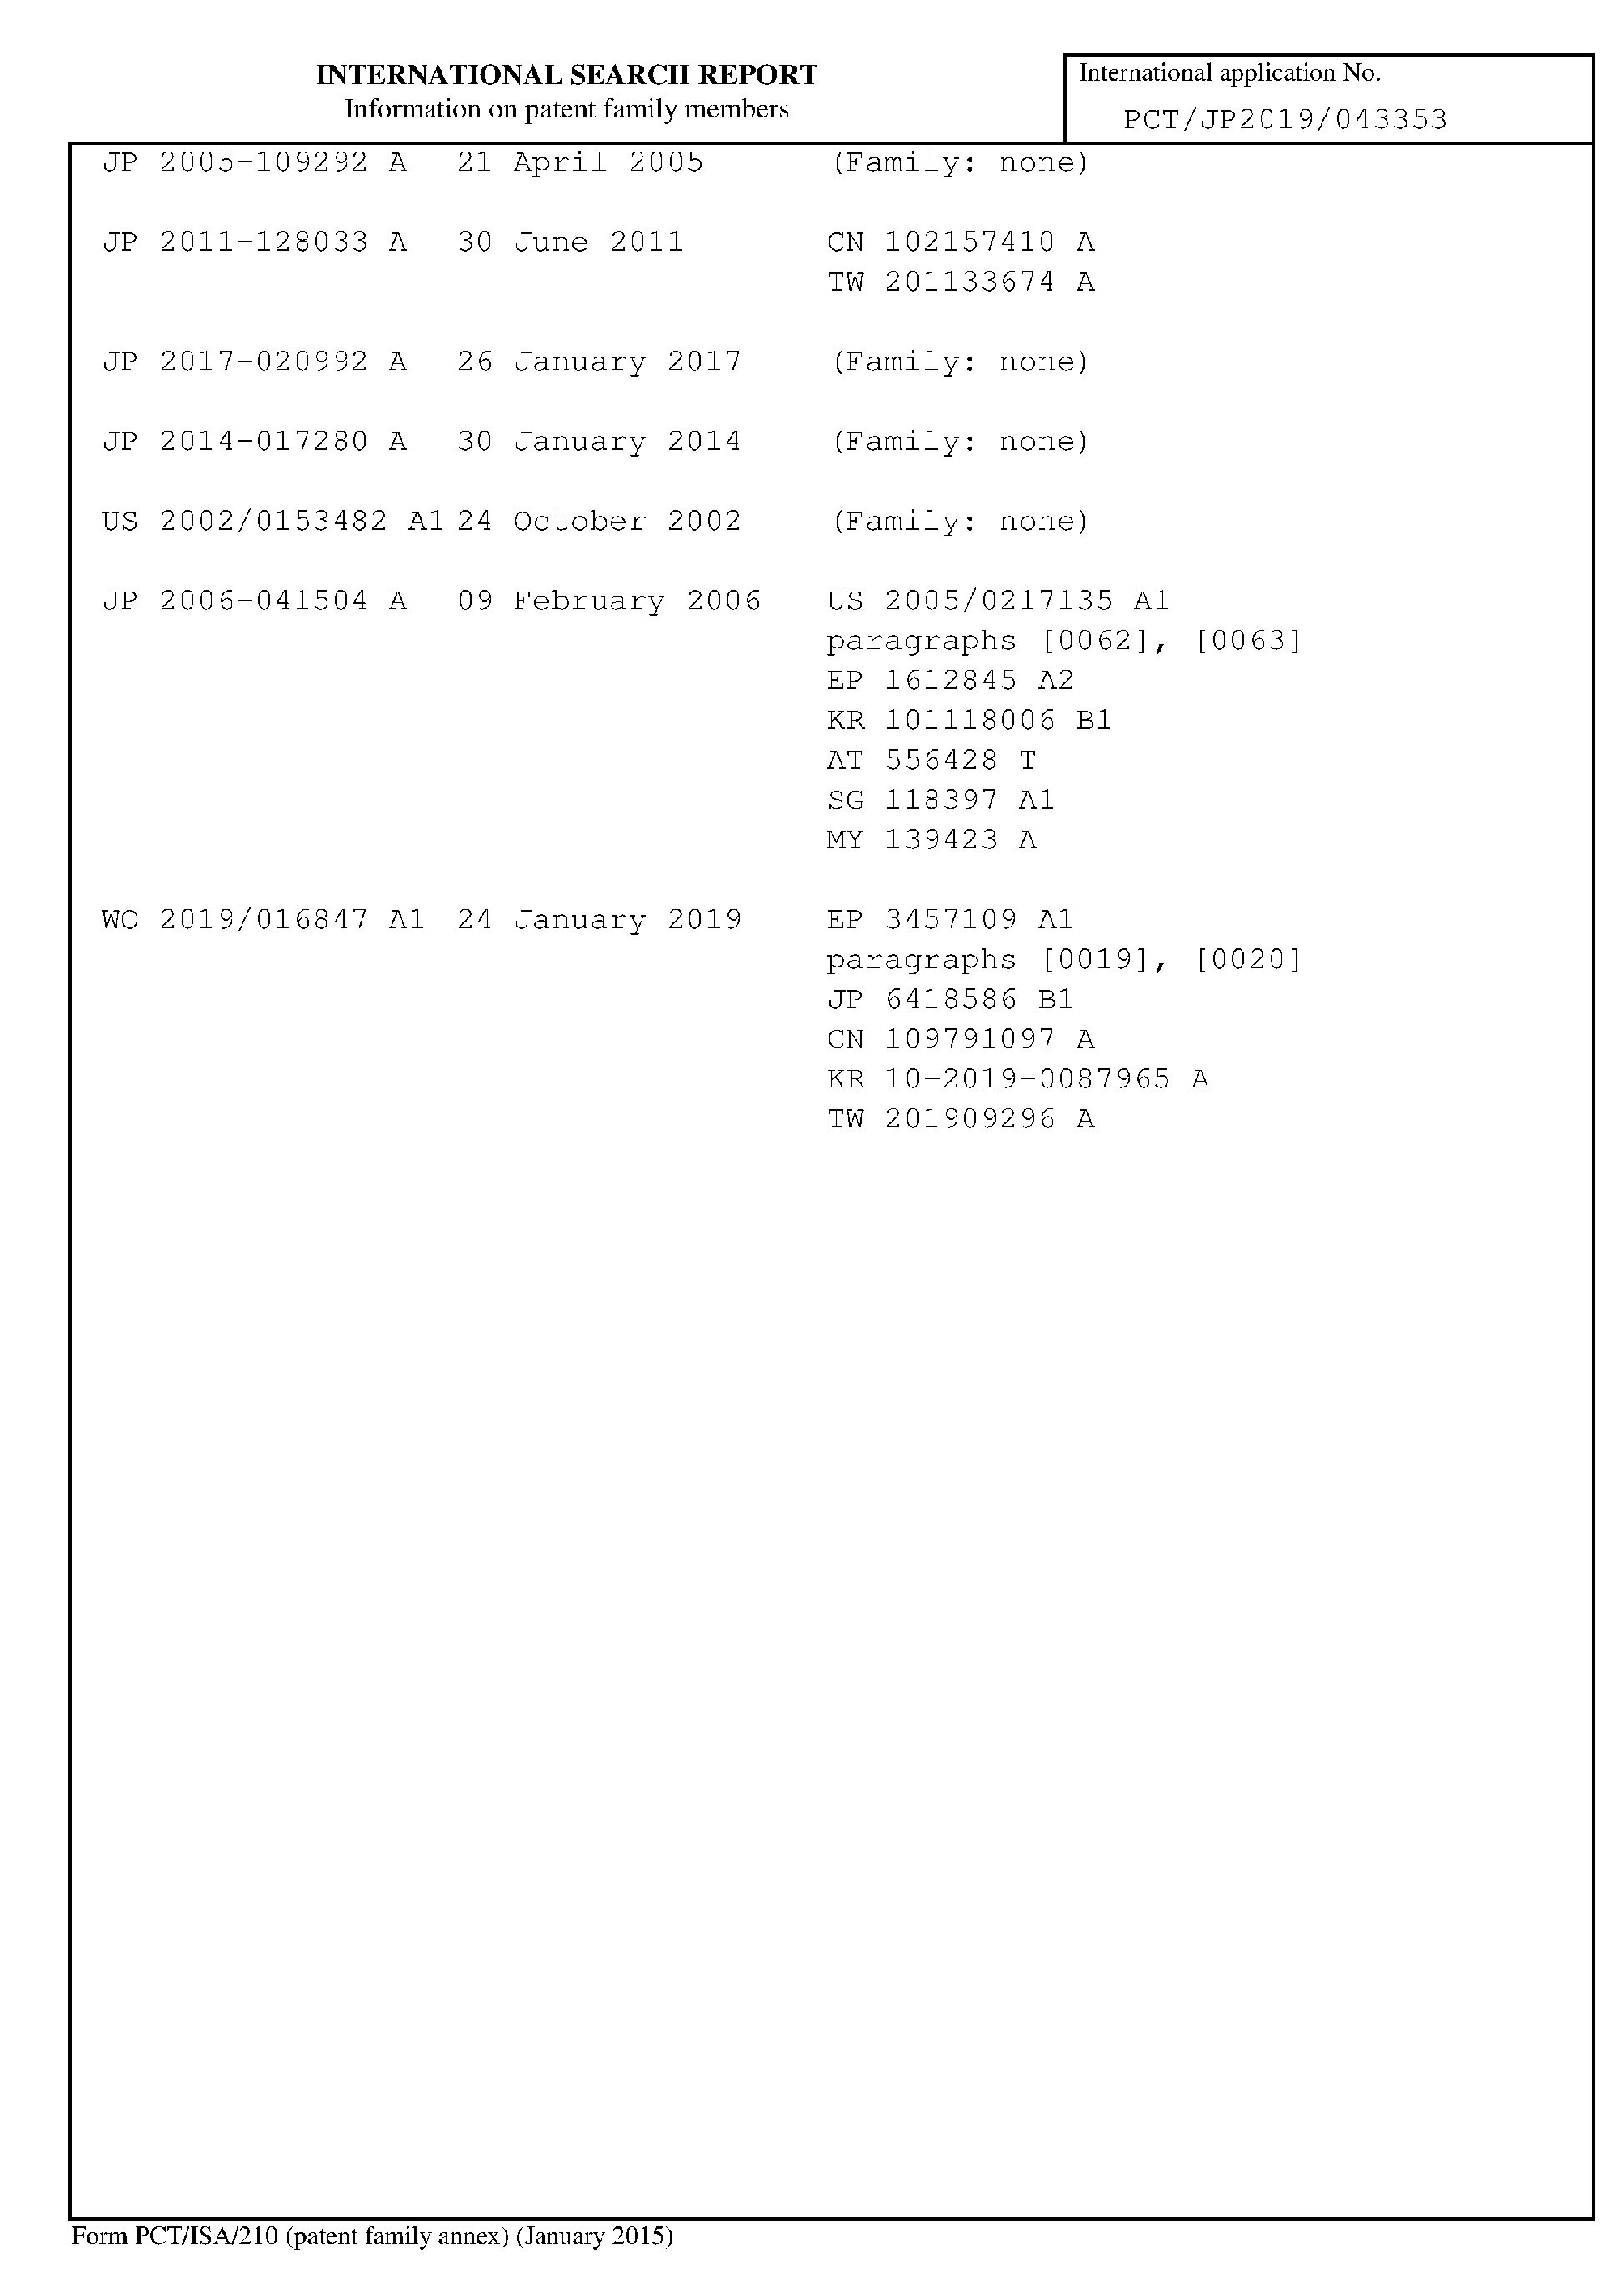 INTERNATIONAL SEARCH REPORT
Information on patent family members
International application No.
PCT/JP2019/043353
JP 2005-109292 A 21 April 2005 (Family: none)
JP 2011-128033 A 30 June 2011 CN 102157410 A
TW 201133674 A
JP 2017-020992 A 26 January 2017 (Family: none)
JP 2014-017280 A 30 January 2014 (Family: none)
US 2002/0153482 A1 24 October 2002 (Family: none)
JP 2006-041504 A 09 February 2006 US 2005/0217135 A1
paragraphs [0062], [0063]
EP 1612845 A2
KR 101118006 B1
AT 556428 T
SG 118397 A1
MY 139423 A
WO 2019/016847 A1 24 January 2019 EP 3457109 A1
paragraphs [0019], [0020]
JP 6418586 B1
CN 109791097 A
KR 10-2019-0087965 A
TW 201909296 A
Form PCT/ISA/210 (patent family annex) (January 2015)